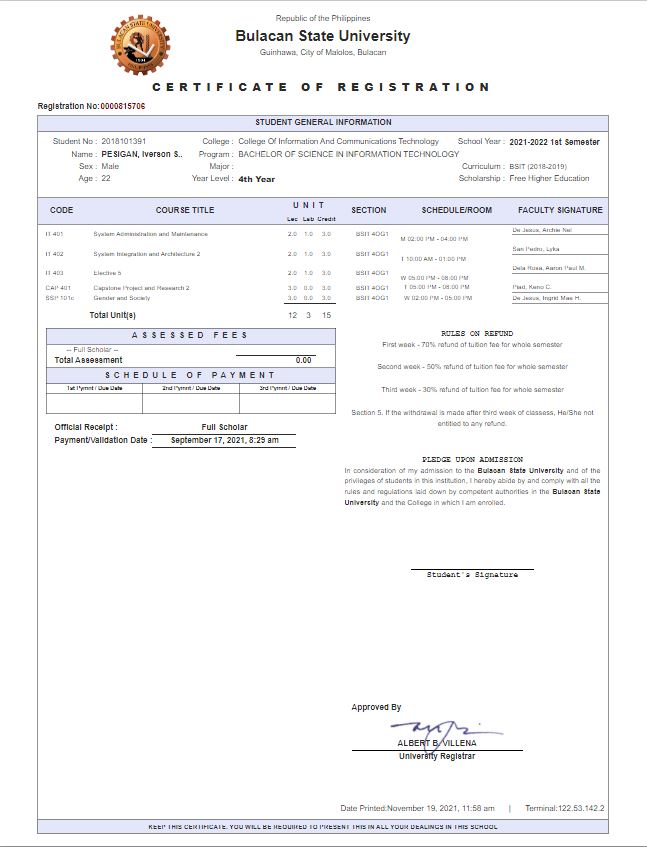 Republic of the Philippines
Bulacan State University
Guinhawa, City of Malolos, Bulacan
CERTIFICATE OF REGISTRATION
Registration No:0000815706
STUDENT GENERAL INFORMATION
Student No : 2018101391 College : College Of Information And Communications Technology School Year : 2021-2022 1st Semester
Name : PESIGAN, Iverson S.. Program : BACHELOR OF SCIENCE IN INFORMATION TECHNOLOGY
Sex : Male Major : Curriculum : BSIT (2018-2019)
Age : 22 Year Level : 4th Year Scholarship : Free Higher Education
UNIT
CODE COURSE TITLE Lec Lab Credit SECTION SCHEDULE/ROOM FACULTY SIGNATURE
IT 401 System Administration and Maintenance 2.0 1.0 3.0 BSIT 4OG1 M 02:00 PM - 04:00 PM De Jesus, Archie Nel
IT 402 System Integration and Architecture 2 2.0 1.0 3.0 BSIT 4OG1 T 10:00 AM - 01:00 PM San Pedro, Lyka
IT 403 Elective 5 2.0 1.0 3.0 BSIT 4OG1 W 05:00 PM - 08:00 PM Dela Rosa, Aaron Paul M.
CAP 401 Capstone Project and Research 2 3.0 0.0 3.0 BSIT 4OG1 T 05:00 PM - 08:00 PM Piad, Keno C.
SSP 101c Gender and Society 3.0 0.0 3.0 BSIT 4OG1 W 02:00 PM - 05:00 PM De Jesus, Ingrid Mae H.
Total Unit(s) 12 3 15
ASSESSED FEES
-- Full Scholar --
Total Assessment 0.00
SCHEDULE OF PAYMENT
1st Pymnt / Due Date 2nd Pymnt / Due Date 3rd Pymnt / Due Date
Official Receipt : Full Scholar
Payment/Validation Date : September 17, 2021, 8:29 am
RULES ON REFUND
First week - 70% refund of tuition fee for whole semester
Second week - 50% refund of tuition fee for whole semester
Third week - 30% refund of tuition fee for whole semester
Section 5. If the withdrawal is made after third week of classess, He/She not
entitled to any refund.
PLEDGE UPON ADMISSION
In consideration of my admission to the Bulacan State University and of the
privileges of students in this institution, I hereby abide by and comply with all the
rules and regulations laid down by competent authorities in the Bulacan State
University and the College in which I am enrolled.
Student's Signature
Approved By
ALBERT B. VILLENA
University Registrar
Date Printed:November 19, 2021, 11:58 am | Terminal:122.53.142.2
KEEP THIS CERTIFICATE. YOU WILL BE REQUIRED TO PRESENT THIS IN ALL YOUR DEALINGS IN THIS SCHOOL